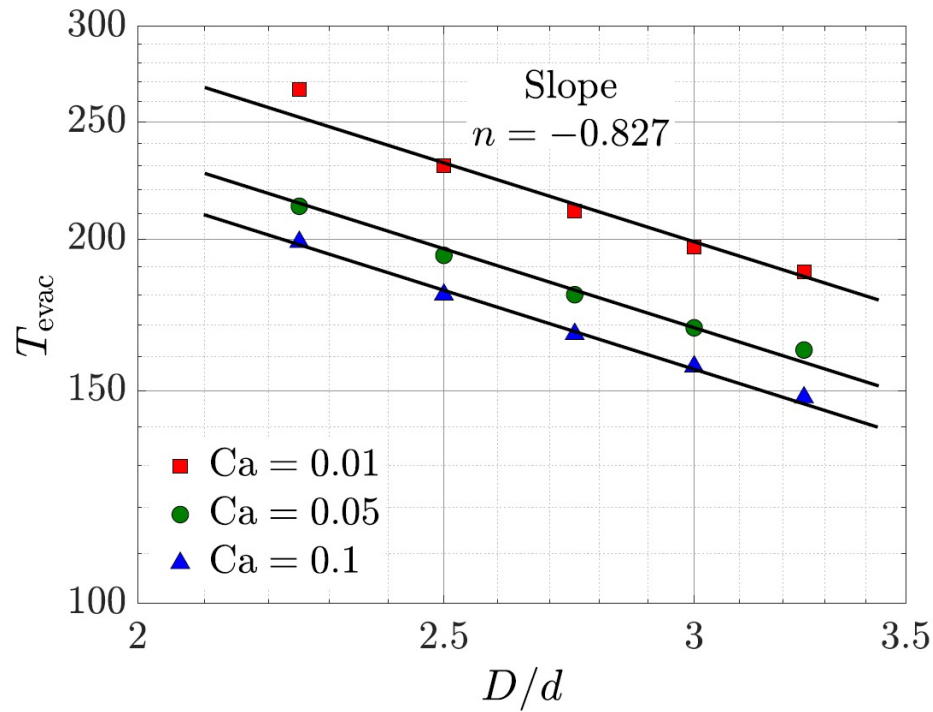 300
250
200
150
100
T_evac
Slope
n = −0.827
Ca = 0.01
Ca = 0.05
Ca = 0.1
2 2.5 3 3.5
D/d